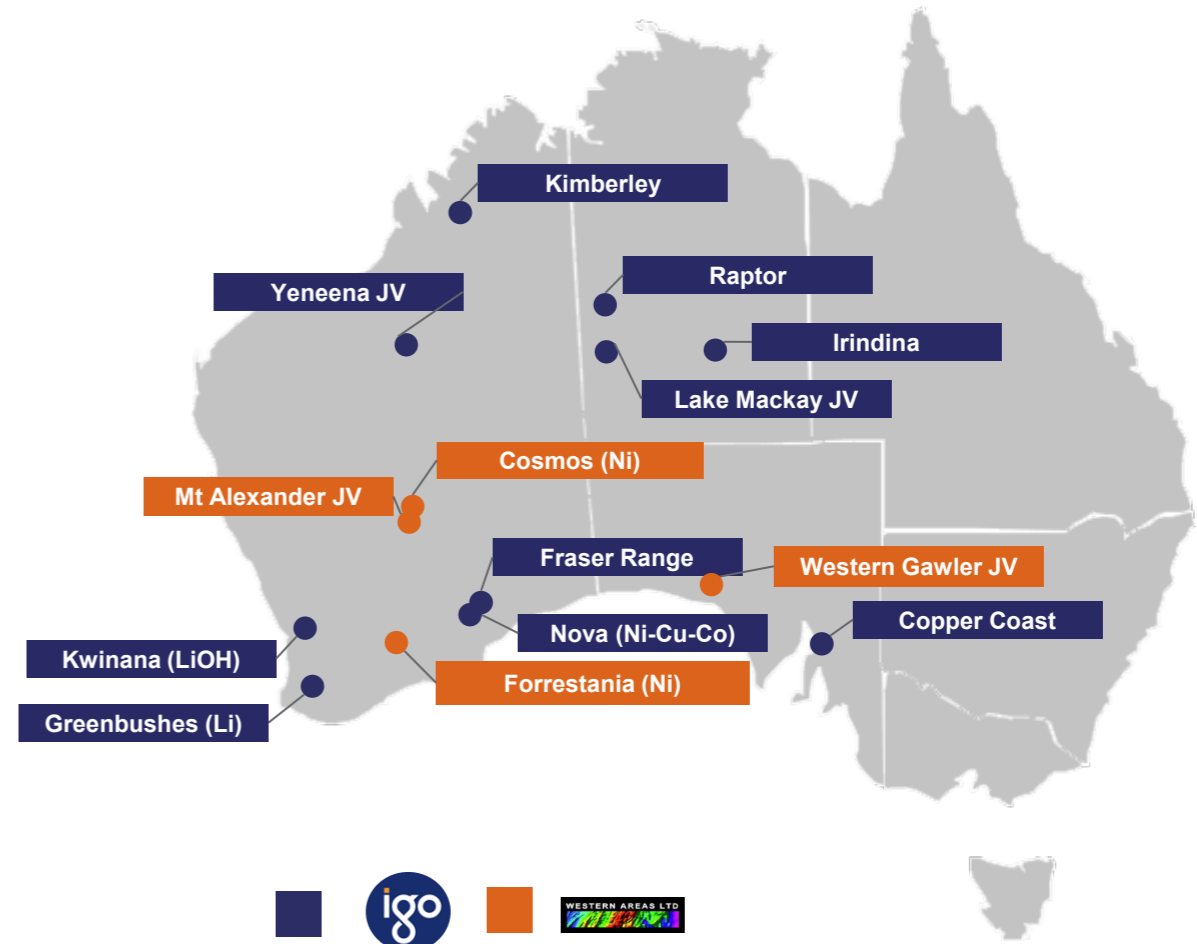 Kimberley
Raptor
Yeneena JV
Irindina
Lake Mackay JV
Cosmos (Ni)
Mt Alexander JV
Fraser Range
Western Gawler JV
Copper Coast
Nova (Ni-Cu-Co)
Kwinana (LiOH)
Forrestania (Ni)
Greenbushes (Li)
igo
WESTERN AREAS LTD